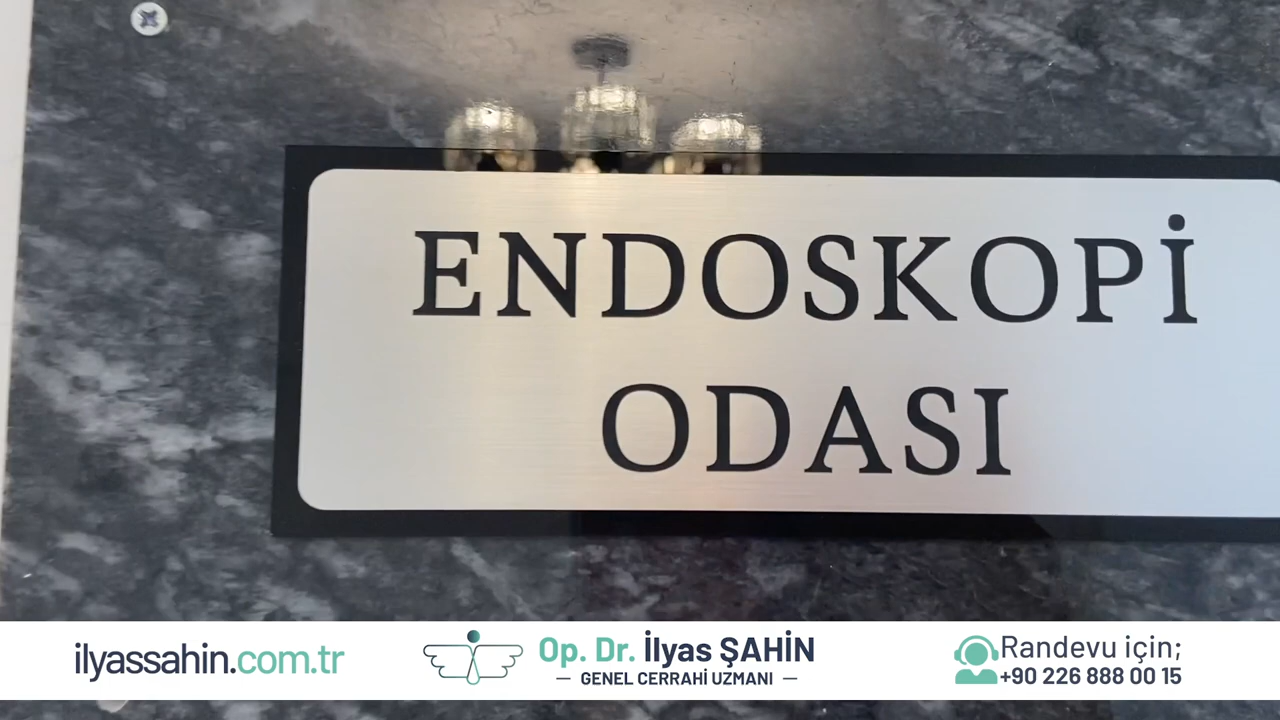 ENDOSKOPİ
ODASI
ilyassahin.com.tr
Op. Dr. İlyas ŞAHİN
GENEL CERRAHİ UZMANI
Randevu için;
+90 226 888 00 15